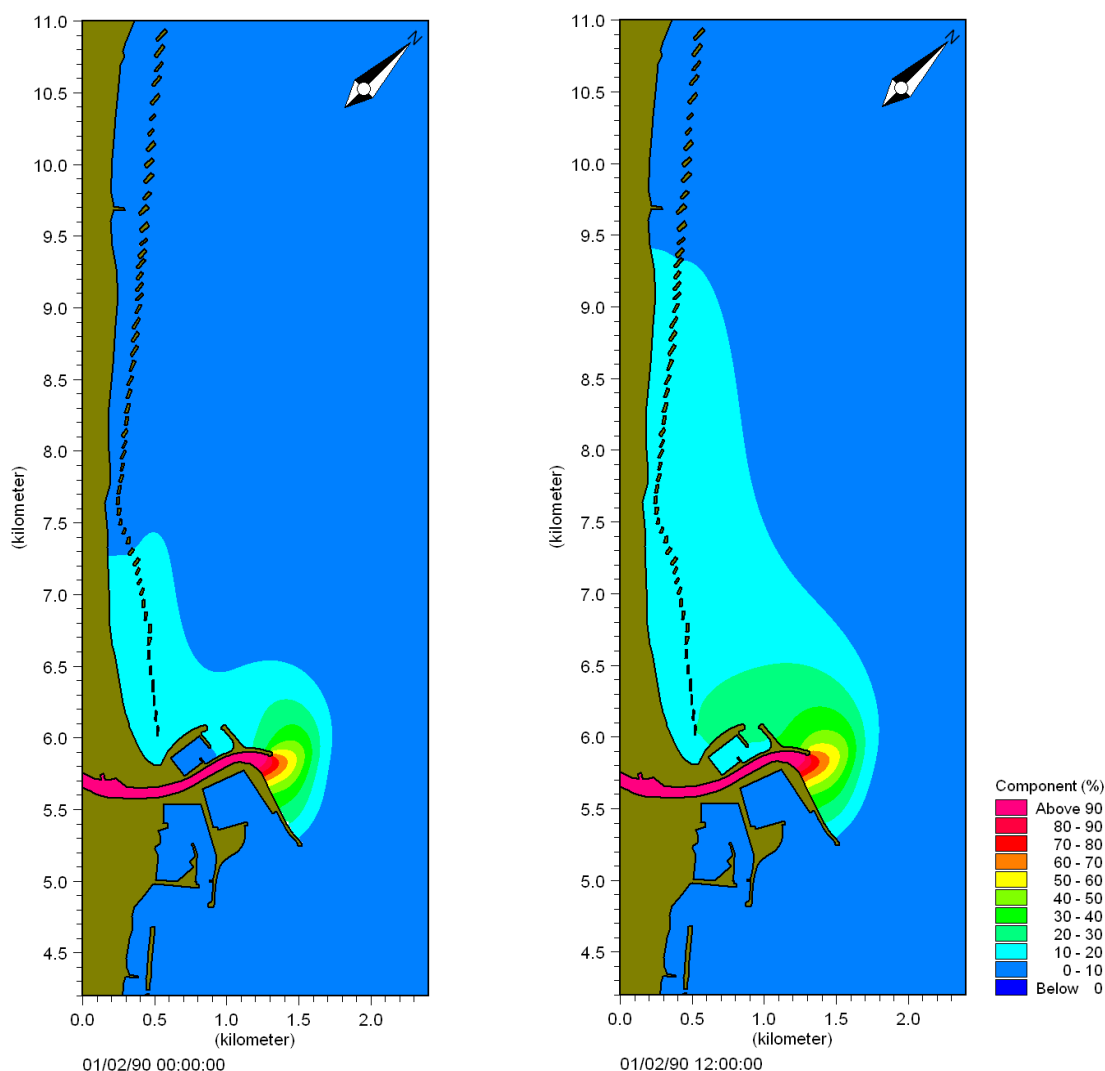 11.0
10.5
10.0
9.5
9.0
8.5
8.0
7.5
7.0
6.5
6.0
5.5
5.0
4.5
(kilometer)
N
0.0 0.5 1.0 1.5 2.0
(kilometer)
01/02/90 00:00:00
11.0
10.5
10.0
9.5
9.0
8.5
8.0
7.5
7.0
6.5
6.0
5.5
5.0
4.5
(kilometer)
N
0.0 0.5 1.0 1.5 2.0
(kilometer)
01/02/90 12:00:00
Component (%)
Above 90
80 - 90
70 - 80
60 - 70
50 - 60
40 - 50
30 - 40
20 - 30
10 - 20
0 - 10
Below 0